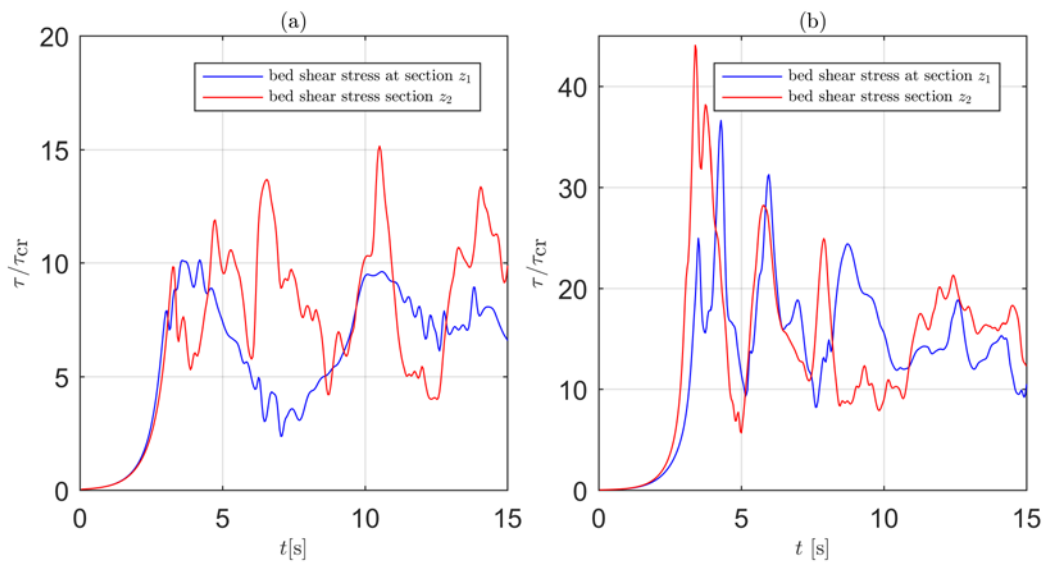 (a)
20
15
10
5
0
τ/τcr
bed shear stress at section z₁
bed shear stress section z₂
0 5 10 15
t[s]
(b)
40
30
20
10
0
τ/τcr
bed shear stress at section z₁
bed shear stress section z₂
0 5 10 15
t [s]